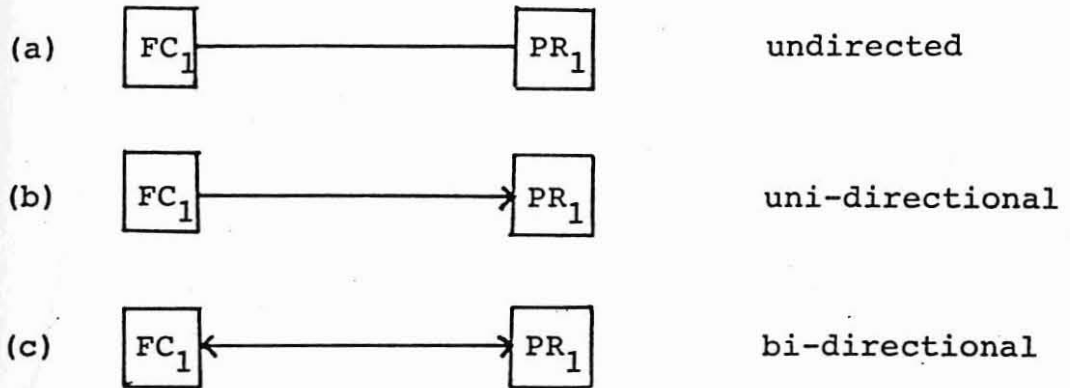 (a) FC₁ PR₁ undirected
(b) FC₁ PR₁ uni-directional
(c) FC₁ PR₁ bi-directional